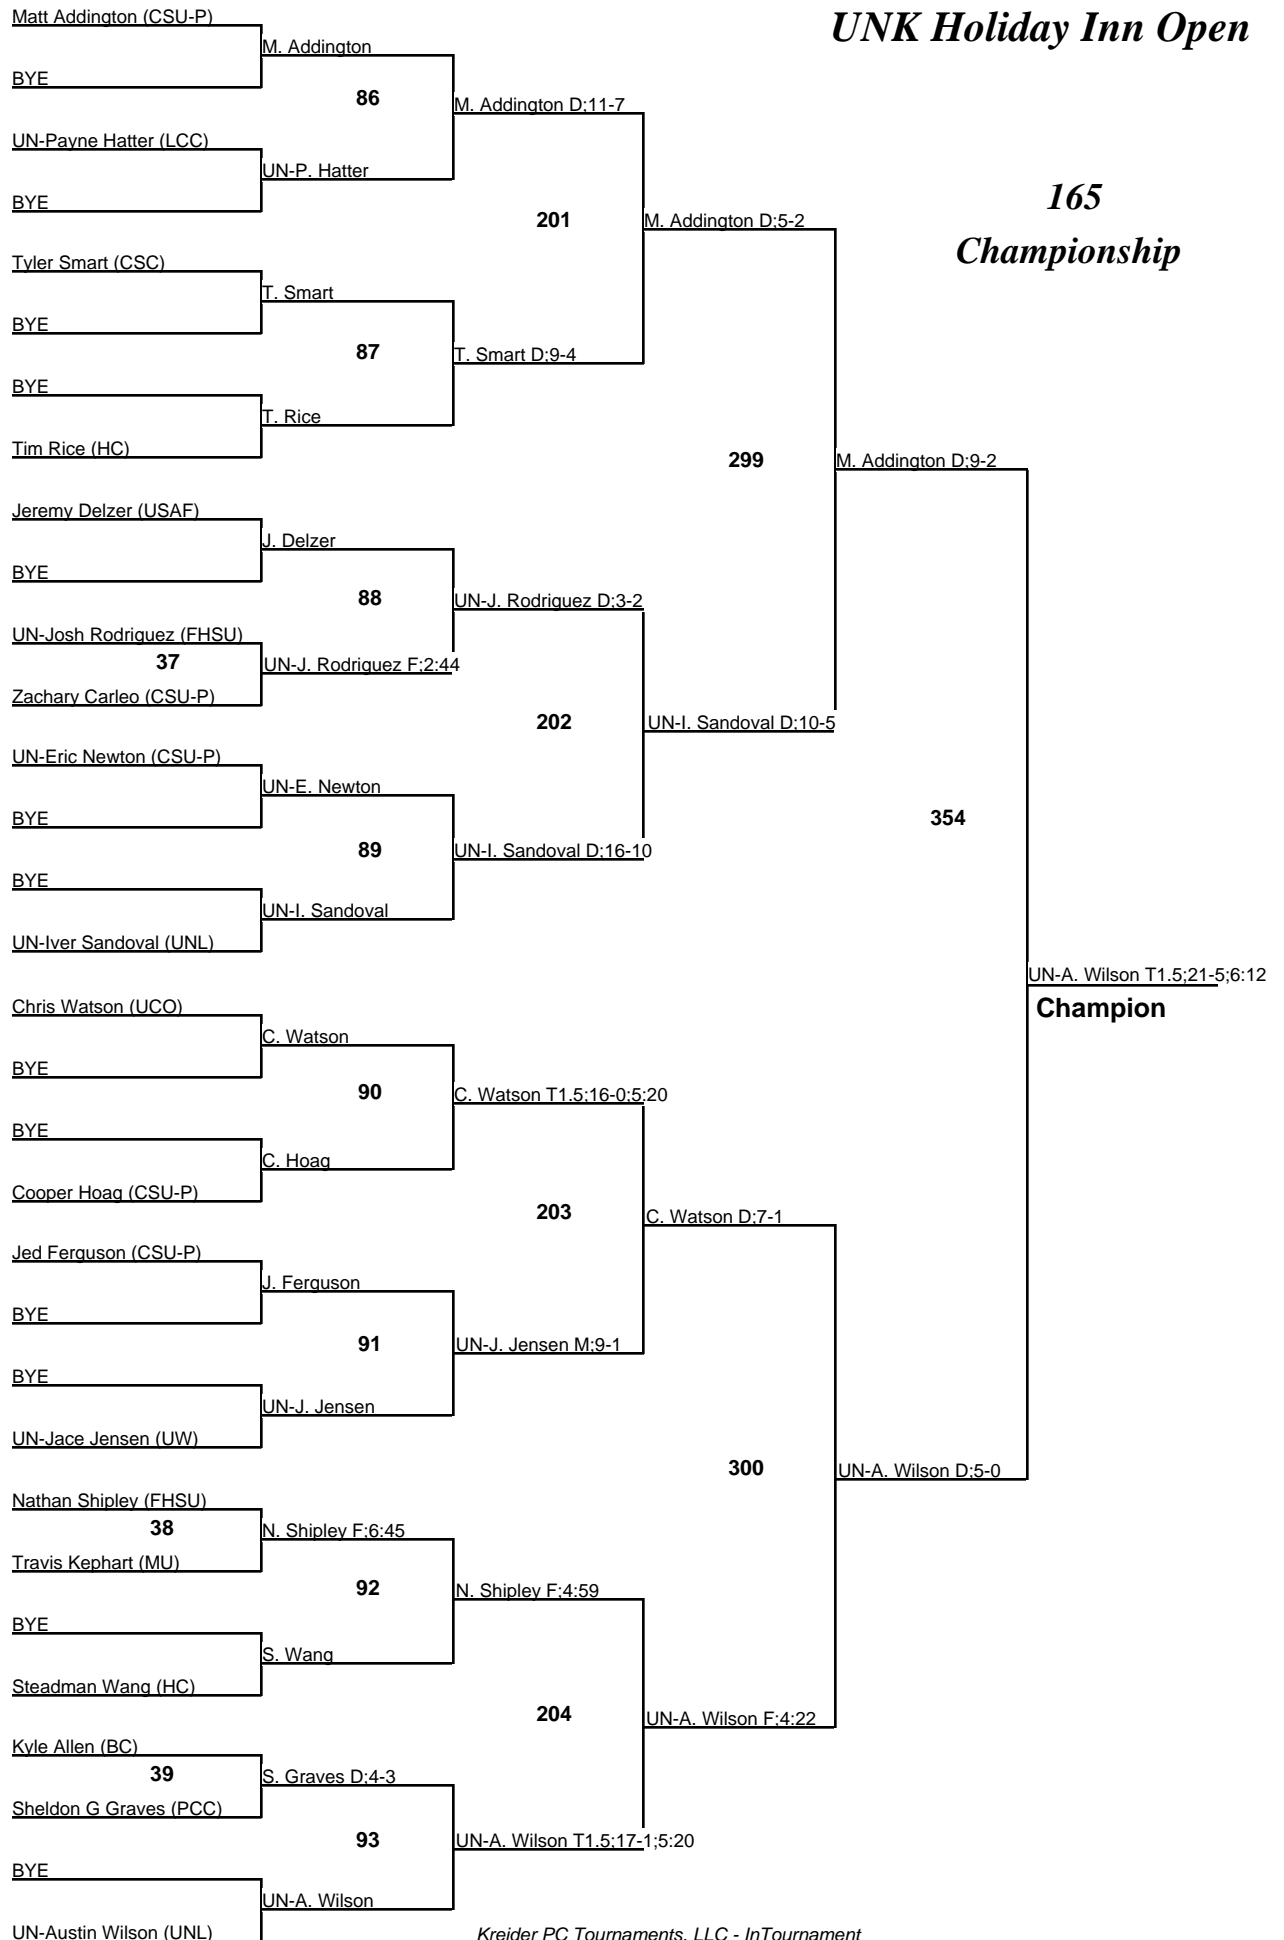 UNK Holiday Inn Open
165
Championship
Matt Addington (CSU-P)
M. Addington
BYE
86
M. Addington D;11-7
UN-Payne Hatter (LCC)
UN-P. Hatter
BYE
201
M. Addington D;5-2
Tyler Smart (CSC)
T. Smart
BYE
87
T. Smart D;9-4
BYE
T. Rice
Tim Rice (HC)
299
M. Addington D;9-2
Jeremy Delzer (USAF)
J. Delzer
BYE
88
UN-J. Rodriguez D;3-2
UN-Josh Rodriguez (FHSU)
37
UN-J. Rodriguez F;2:44
Zachary Carleo (CSU-P)
202
UN-I. Sandoval D;10-5
UN-Eric Newton (CSU-P)
UN-E. Newton
BYE
354
89
UN-I. Sandoval D;16-10
BYE
UN-I. Sandoval
UN-Iver Sandoval (UNL)
UN-A. Wilson T1.5;21-5;6:12
Champion
Chris Watson (UCO)
C. Watson
BYE
90
C. Watson T1.5;16-0;5:20
BYE
C. Hoag
Cooper Hoag (CSU-P)
203
C. Watson D;7-1
Jed Ferguson (CSU-P)
J. Ferguson
BYE
91
UN-J. Jensen M;9-1
BYE
UN-J. Jensen
UN-Jace Jensen (UW)
300
UN-A. Wilson D;5-0
Nathan Shipley (FHSU)
38
N. Shipley F;6:45
Travis Kephart (MU)
92
N. Shipley F;4:59
BYE
S. Wang
Steadman Wang (HC)
204
UN-A. Wilson F;4:22
Kyle Allen (BC)
39
S. Graves D;4-3
Sheldon G Graves (PCC)
93
UN-A. Wilson T1.5;17-1;5:20
BYE
UN-A. Wilson
UN-Austin Wilson (UNL)
Kreider PC Tournaments, LLC - InTournament